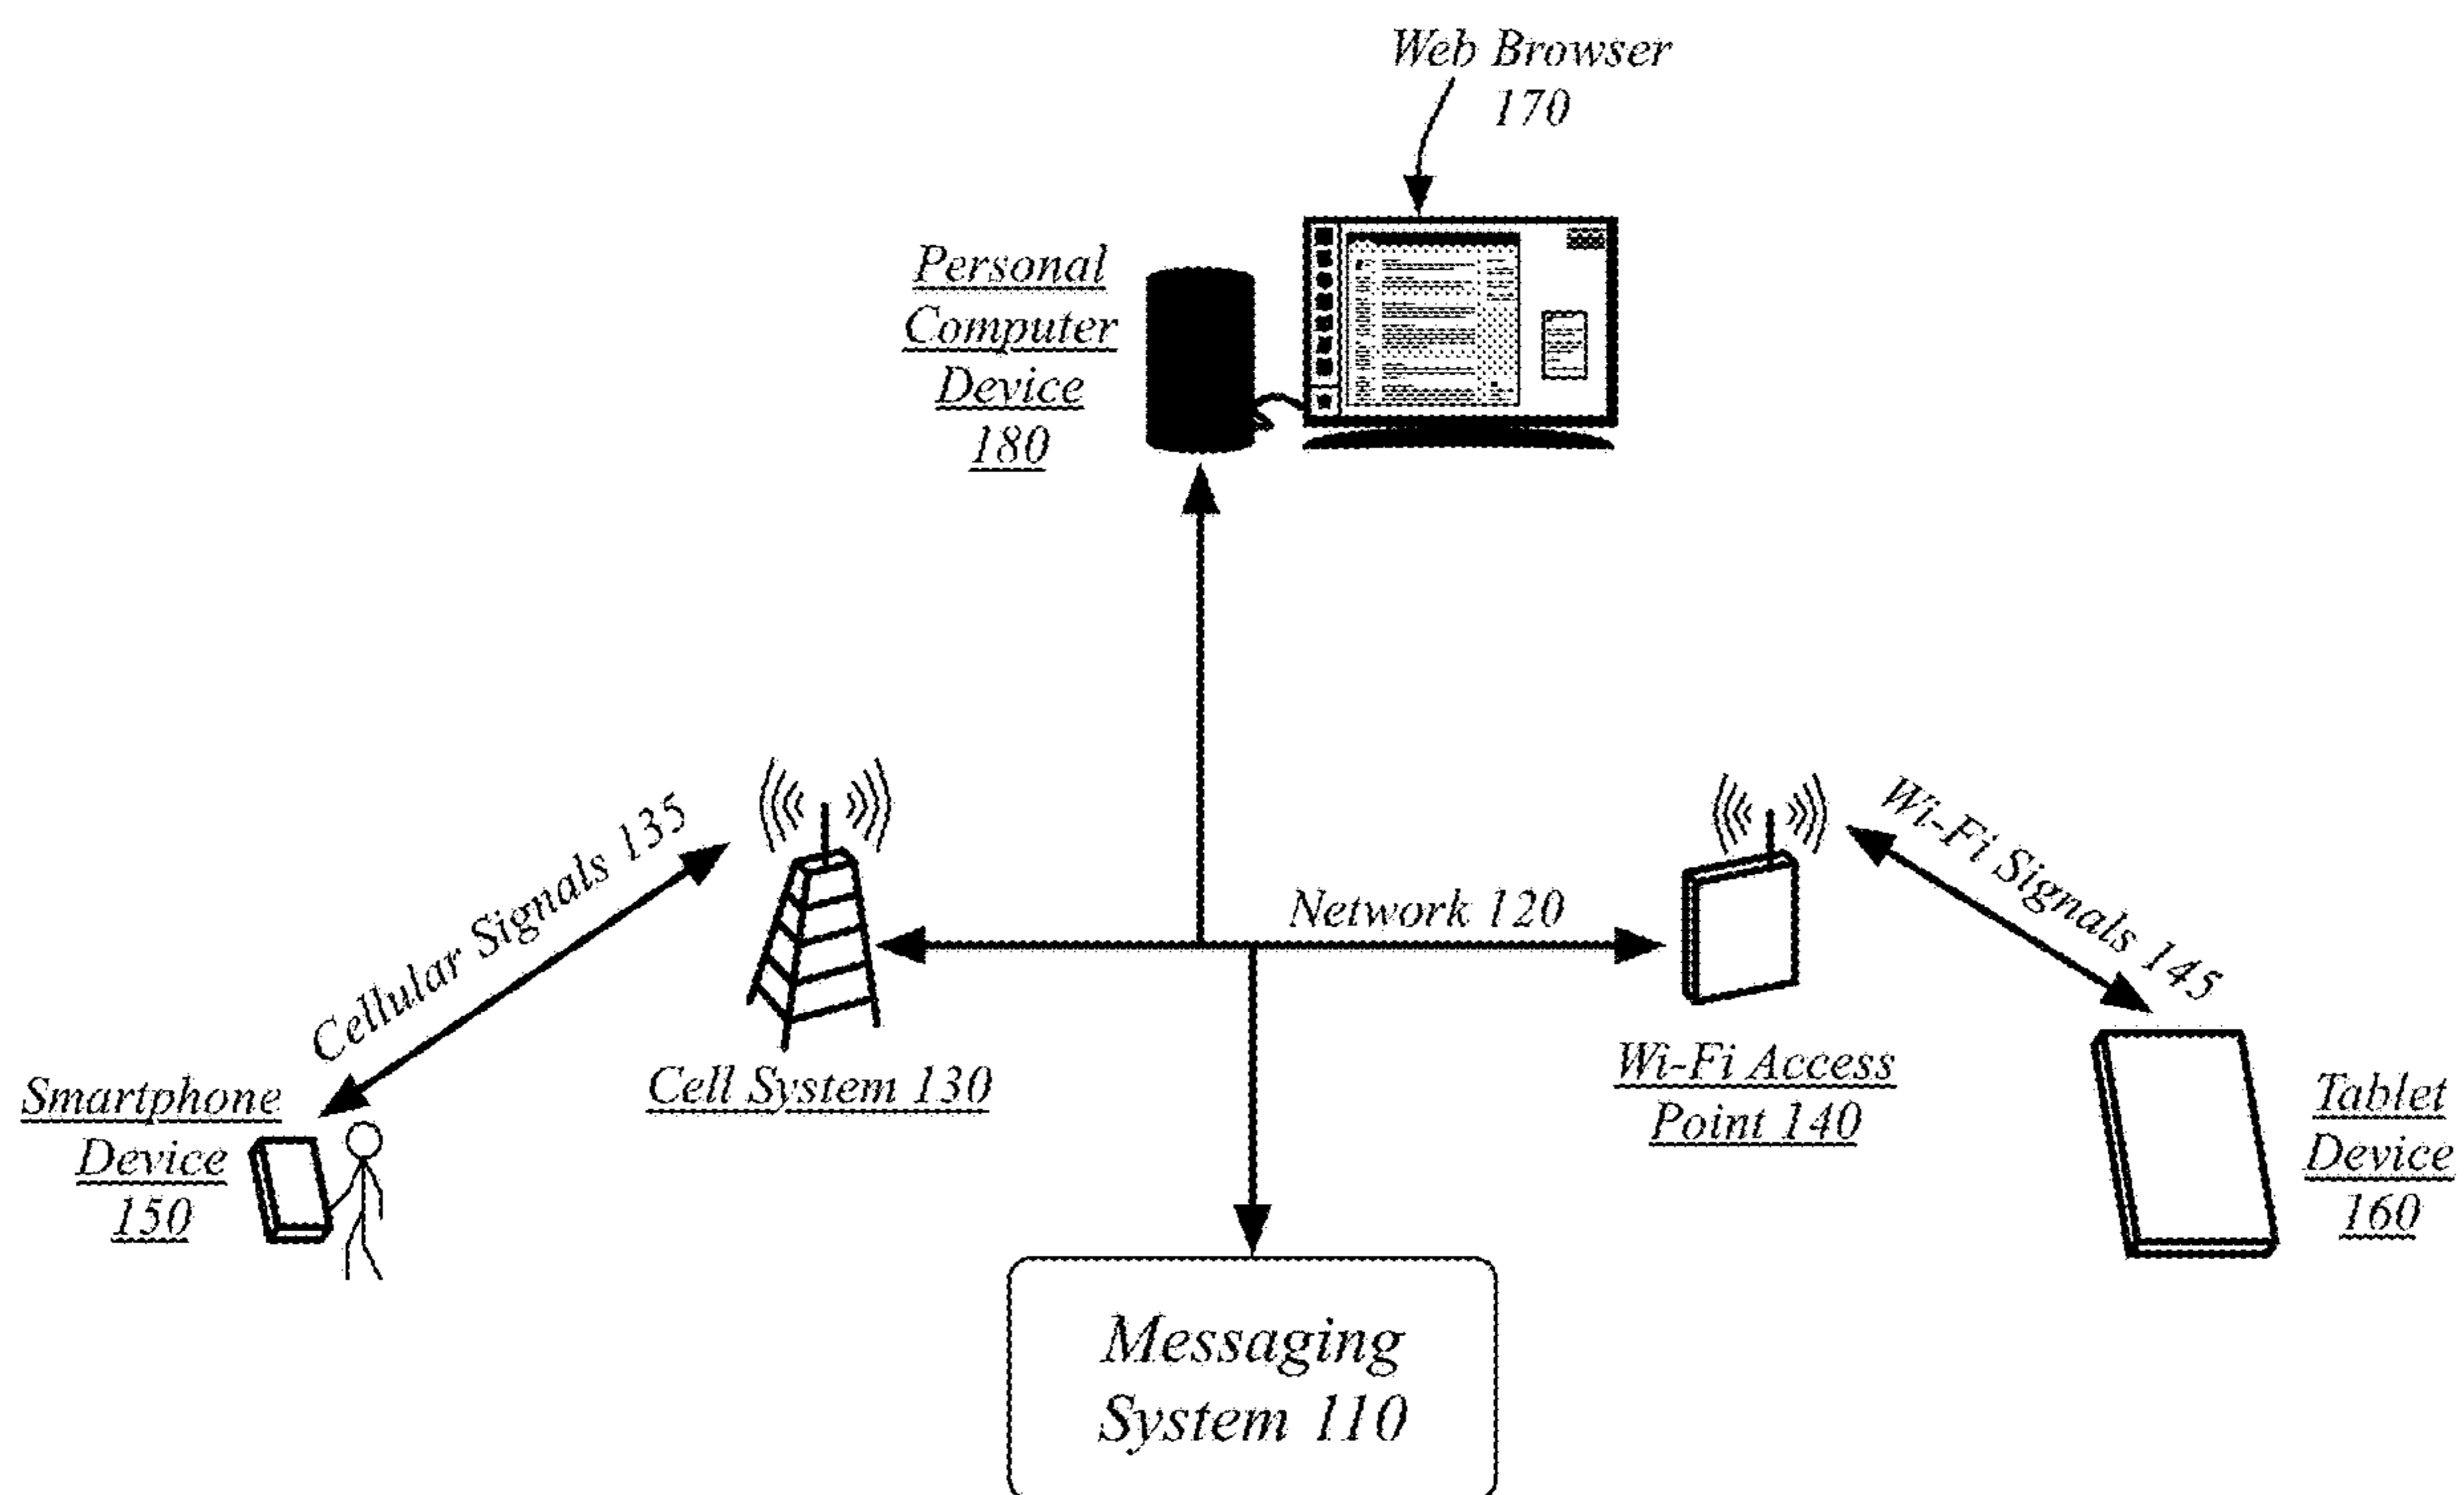 Web Browser
170
Personal
Computer
Device
180
Cellular Signals 135
Wi-Fi Signals 145
Network 120
Smartphone
Device
150
Cell System 130
Wi-Fi Access
Point 140
Tablet
Device
160
Messaging
System 110